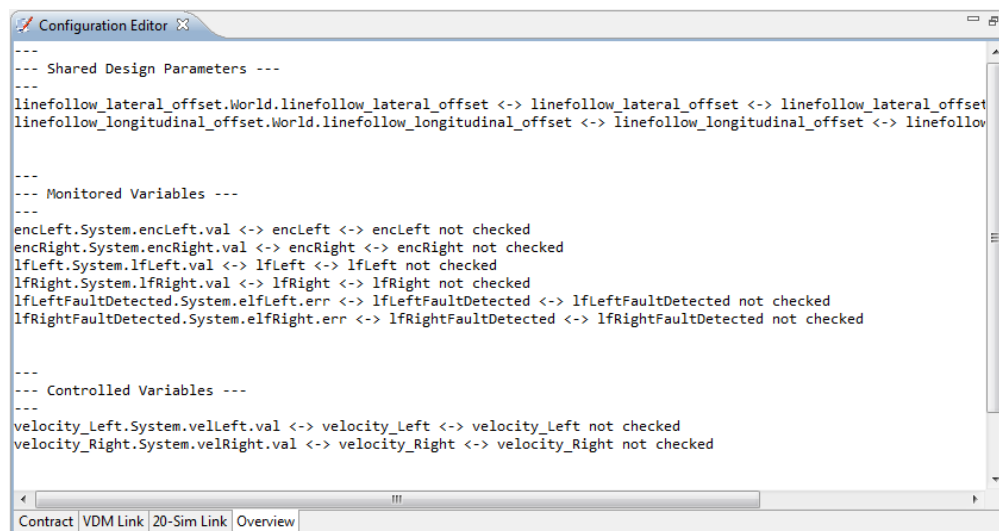 Configuration Editor
---
--- Shared Design Parameters ---
---
linefollow_lateral_offset.World.linefollow_lateral_offset <-> linefollow_lateral_offset <-> linefollow_lateral_offset
linefollow_longitudinal_offset.World.linefollow_longitudinal_offset <-> linefollow_longitudinal_offset <-> linefollow
---
--- Monitored Variables ---
---
encLeft.System.encLeft.val <-> encLeft <-> encLeft not checked
encRight.System.encRight.val <-> encRight <-> encRight not checked
lfLeft.System.lfLeft.val <-> lfLeft <-> lfLeft not checked
lfRight.System.lfRight.val <-> lfRight <-> lfRight not checked
lfLeftFaultDetected.System.elfLeft.err <-> lfLeftFaultDetected <-> lfLeftFaultDetected not checked
lfRightFaultDetected.System.elfRight.err <-> lfRightFaultDetected <-> lfRightFaultDetected not checked
---
--- Controlled Variables ---
---
velocity_Left.System.velLeft.val <-> velocity_Left <-> velocity_Left not checked
velocity_Right.System.velRight.val <-> velocity_Right <-> velocity_Right not checked
Contract VDM Link 20-Sim Link Overview